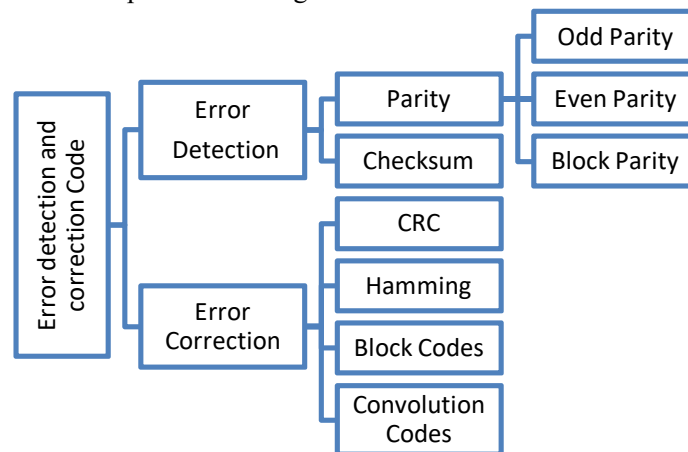 Error detection and
correction Code
Error
Detection
Parity
Odd Parity
Even Parity
Block Parity
Checksum
Error
Correction
CRC
Hamming
Block Codes
Convolution
Codes